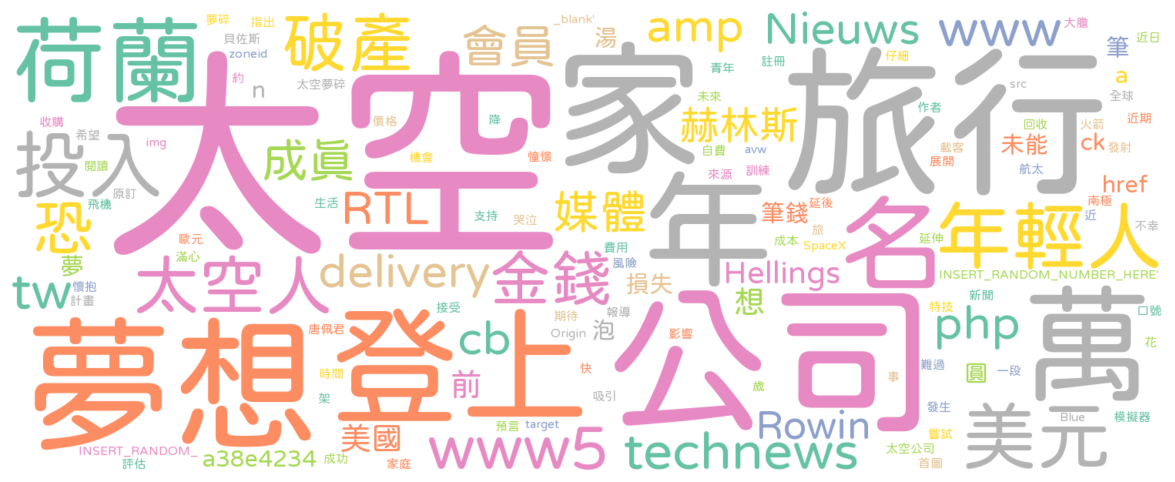 夢碎 指出 _blank' 大膽
荷蘭 破產 會員 湯 amp Nieuws www 筆 近日
貝佐斯 zoneid 太空夢碎 青年 註冊 仔細
約 n 太空 家 旅行 src a 全球
收購 希望 img 價格 降 未來 赫林斯 作者 回收 火箭 近期
投入 閱讀 成真 機會 憧憬 自費 avw 載客 展開 未能 ck 發射
原訂 飛機 生活 RTL 支持 哭泣 媒體 來源 訓練 航太 href
恐 歐元 滿心 年 筆錢 延後 旅 名 南極 近 年輕人 不幸
夢 太空人 delivery 金錢 費用 風險 損失 成本 SpaceX 延伸
tw 懷抱 計畫 Hellings INSERT_RANDOM_NUMBER_HERE'
接受 期待 報導 想 特技 新聞 口號
夢想 唐佩君 登上 cb Origin 泡 影響 公司 php 萬 花
時間 架 前 快 吸引 歲 事 難過 圓 一段
美國 預言 target Rowin 發生 美元 Blue 模擬器
INSERT_RANDOM_ 評估 a38e4234 成功 家庭 www5 technews 嘗試 太空公司 首圖